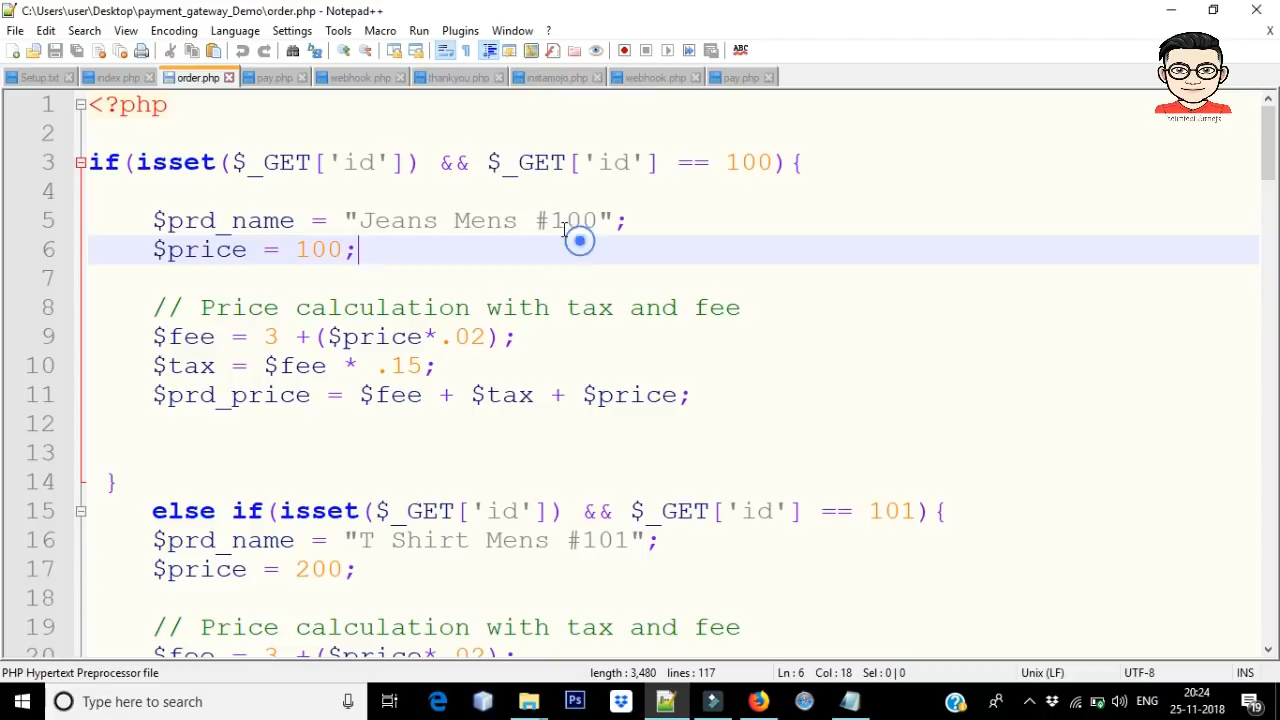 C:\Users\user\Desktop\payment_gateway_Demo\order.php - Notepad++
File Edit Search View Encoding Language Settings Tools Macro Run Plugins Window ? X
Setup.txt index.php order.php pay.php webhook.php thankyou.php instamojo.php webhook.php pay.php
1 <?php
2
3 if(isset($_GET['id']) && $_GET['id'] == 100){
4
5 $prd_name = "Jeans Mens #100";
6 $price = 100;
7
8 // Price calculation with tax and fee
9 $fee = 3 +($price*.02);
10 $tax = $fee * .15;
11 $prd_price = $fee + $tax + $price;
12
13
14 }
15 else if(isset($_GET['id']) && $_GET['id'] == 101){
16 $prd_name = "T Shirt Mens #101";
17 $price = 200;
18
19 // Price calculation with tax and fee
20 $fee = 3 +($price*.02);
PHP Hypertext Preprocessor file length : 3,480 lines : 117 Ln : 6 Col : 18 Sel : 0 | 0 Unix (LF) UTF-8 INS
Type here to search ENG 20:24
25-11-2018 19